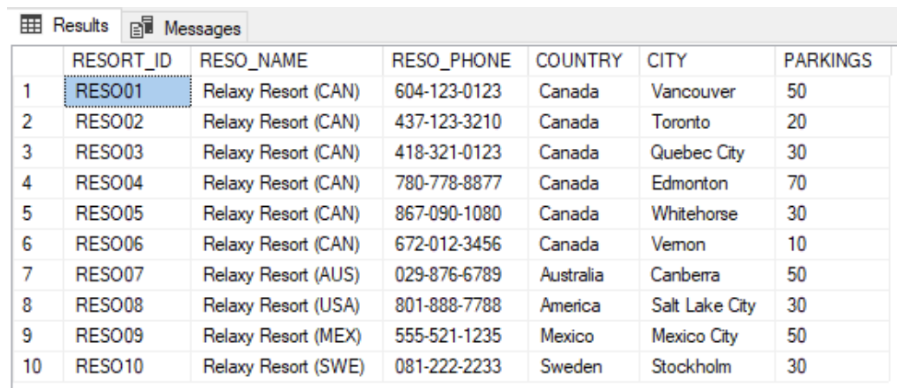 Results Messages
RESORT_ID RESO_NAME RESO_PHONE COUNTRY CITY PARKINGS
1 RESO01 Relaxy Resort (CAN) 604-123-0123 Canada Vancouver 50
2 RESO02 Relaxy Resort (CAN) 437-123-3210 Canada Toronto 20
3 RESO03 Relaxy Resort (CAN) 418-321-0123 Canada Quebec City 30
4 RESO04 Relaxy Resort (CAN) 780-778-8877 Canada Edmonton 70
5 RESO05 Relaxy Resort (CAN) 867-090-1080 Canada Whitehorse 30
6 RESO06 Relaxy Resort (CAN) 672-012-3456 Canada Vernon 10
7 RESO07 Relaxy Resort (AUS) 029-876-6789 Australia Canberra 50
8 RESO08 Relaxy Resort (USA) 801-888-7788 America Salt Lake City 30
9 RESO09 Relaxy Resort (MEX) 555-521-1235 Mexico Mexico City 50
10 RESO10 Relaxy Resort (SWE) 081-222-2233 Sweden Stockholm 30